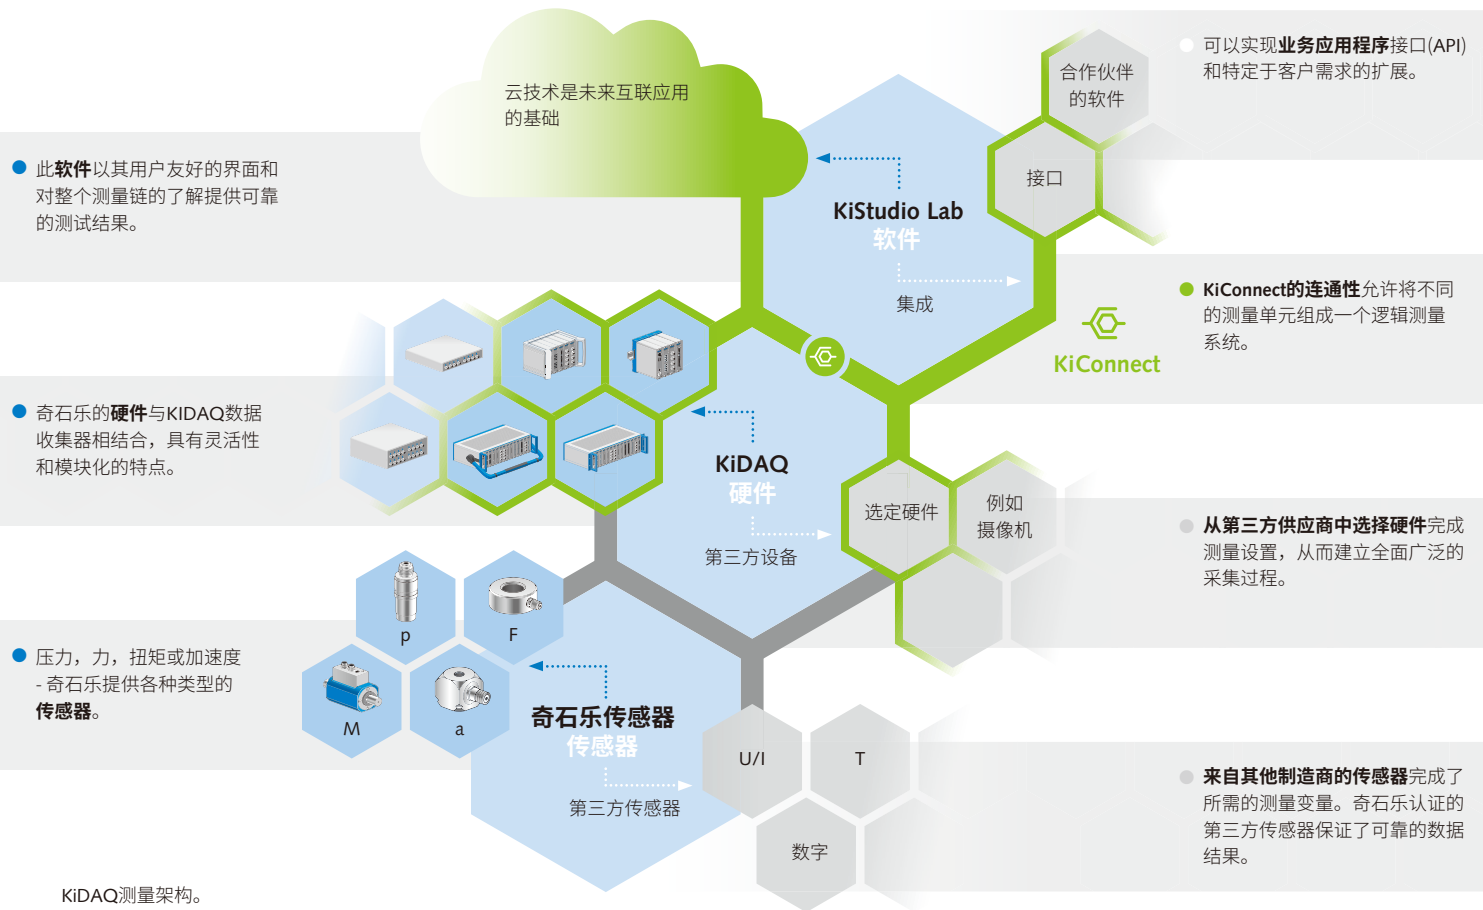 云技术是未来互联应用
的基础
合作伙伴
的软件
接口
可以实现业务应用程序接口(API)
和特定于客户需求的扩展。
此软件以其用户友好的界面和
对整个测量链的了解提供可靠
的测试结果。
KiStudio Lab
软件
集成
KiConnect的连通性允许将不同
的测量单元组成一个逻辑测量
系统。
KiConnect
奇石乐的硬件与KIDAQ数据
收集器相结合，具有灵活性
和模块化的特点。
KiDAQ
硬件
第三方设备
选定硬件
例如
摄像机
从第三方供应商中选择硬件完成
测量设置，从而建立全面广泛的
采集过程。
p
F
M
a
压力，力，扭矩或加速度
- 奇石乐提供各种类型的
传感器。
奇石乐传感器
传感器
第三方传感器
U/I
T
数字
来自其他制造商的传感器完成了
所需的测量变量。奇石乐认证的
第三方传感器保证了可靠的数据
结果。
KiDAQ测量架构。